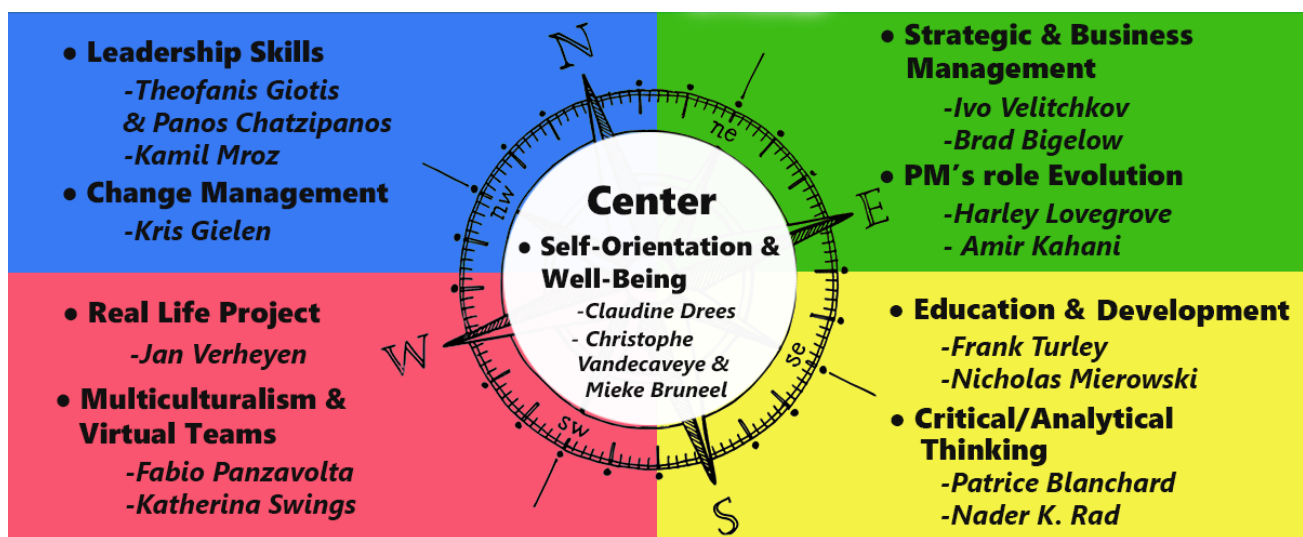 ● Leadership Skills
-Theofanis Giotis
& Panos Chatzipanos
-Kamil Mroz
● Change Management
-Kris Gielen
● Strategic & Business
Management
-Ivo Velitchkov
-Brad Bigelow
● PM's role Evolution
-Harley Lovegrove
- Amir Kahani
N
ne
E
nw
Center
● Self-Orientation &
Well-Being
-Claudine Drees
- Christophe
Vandecaveye &
Mieke Bruneel
W
sw
S
se
● Real Life Project
-Jan Verheyen
● Multiculturalism &
Virtual Teams
-Fabio Panzavolta
-Katherina Swings
● Education & Development
-Frank Turley
-Nicholas Mierowski
● Critical/Analytical
Thinking
-Patrice Blanchard
-Nader K. Rad